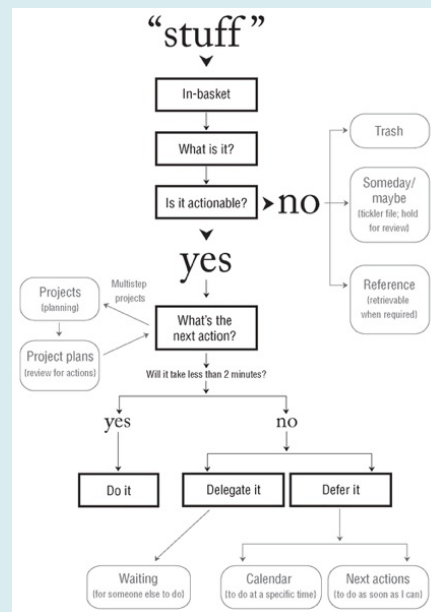 “stuff”
In-basket
What is it?
Is it actionable?
no
Trash
Someday/
maybe
(tickler file; hold
for review)
Reference
(retrievable
when required)
yes
Projects
(planning)
Multistep
projects
Project plans
(review for actions)
What's the
next action?
Will it take less than 2 minutes?
yes
no
Do it
Delegate it
Defer it
Waiting
(for someone else to do)
Calendar
(to do at a specific time)
Next actions
(to do as soon as I can)